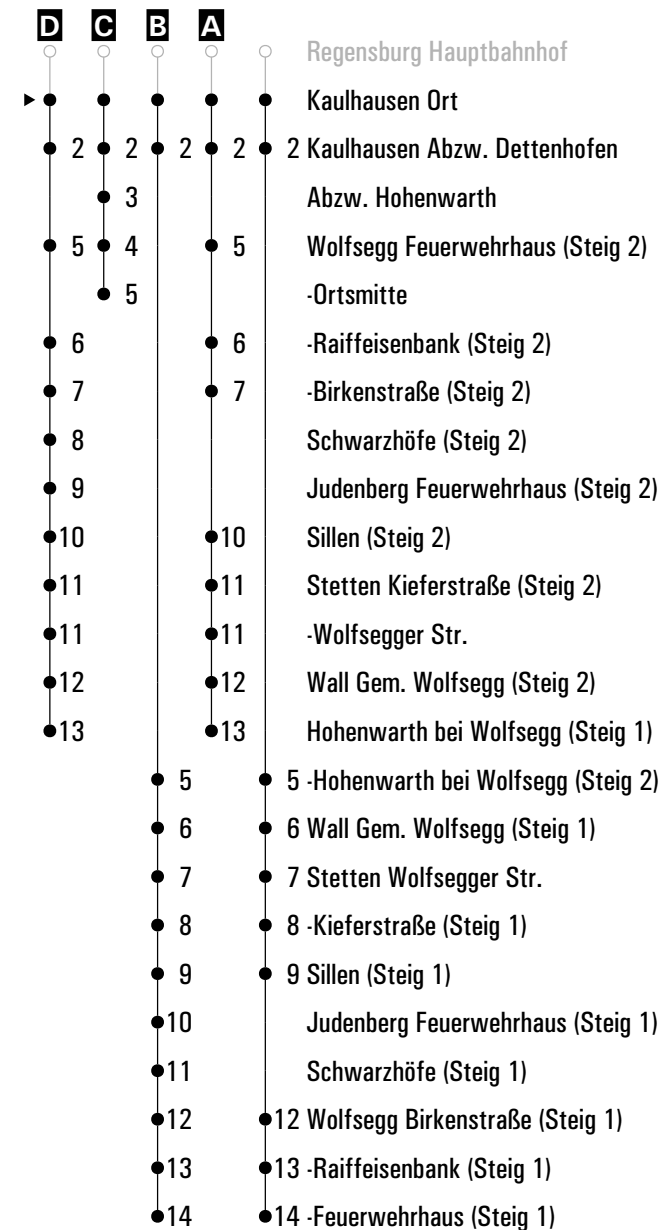 D C B A
Regensburg Hauptbahnhof
Kaulhausen Ort
2 2 2 2 2 Kaulhausen Abzw. Dettenhofen
3 Abzw. Hohenwarth
5 4 5 Wolfsegg Feuerwehrhaus (Steig 2)
5 -Ortsmitte
6 6 -Raiffeisenbank (Steig 2)
7 7 -Birkenstraße (Steig 2)
8 Schwarzhöfe (Steig 2)
9 Judenberg Feuerwehrhaus (Steig 2)
10 10 Sillen (Steig 2)
11 11 Stetten Kieferstraße (Steig 2)
11 11 -Wolfsegger Str.
12 12 Wall Gem. Wolfsegg (Steig 2)
13 13 Hohenwarth bei Wolfsegg (Steig 1)
5 5 -Hohenwarth bei Wolfsegg (Steig 2)
6 6 Wall Gem. Wolfsegg (Steig 1)
7 7 Stetten Wolfsegger Str.
8 8 -Kieferstraße (Steig 1)
9 9 Sillen (Steig 1)
10 Judenberg Feuerwehrhaus (Steig 1)
11 Schwarzhöfe (Steig 1)
12 12 Wolfsegg Birkenstraße (Steig 1)
13 13 -Raiffeisenbank (Steig 1)
14 14 -Feuerwehrhaus (Steig 1)